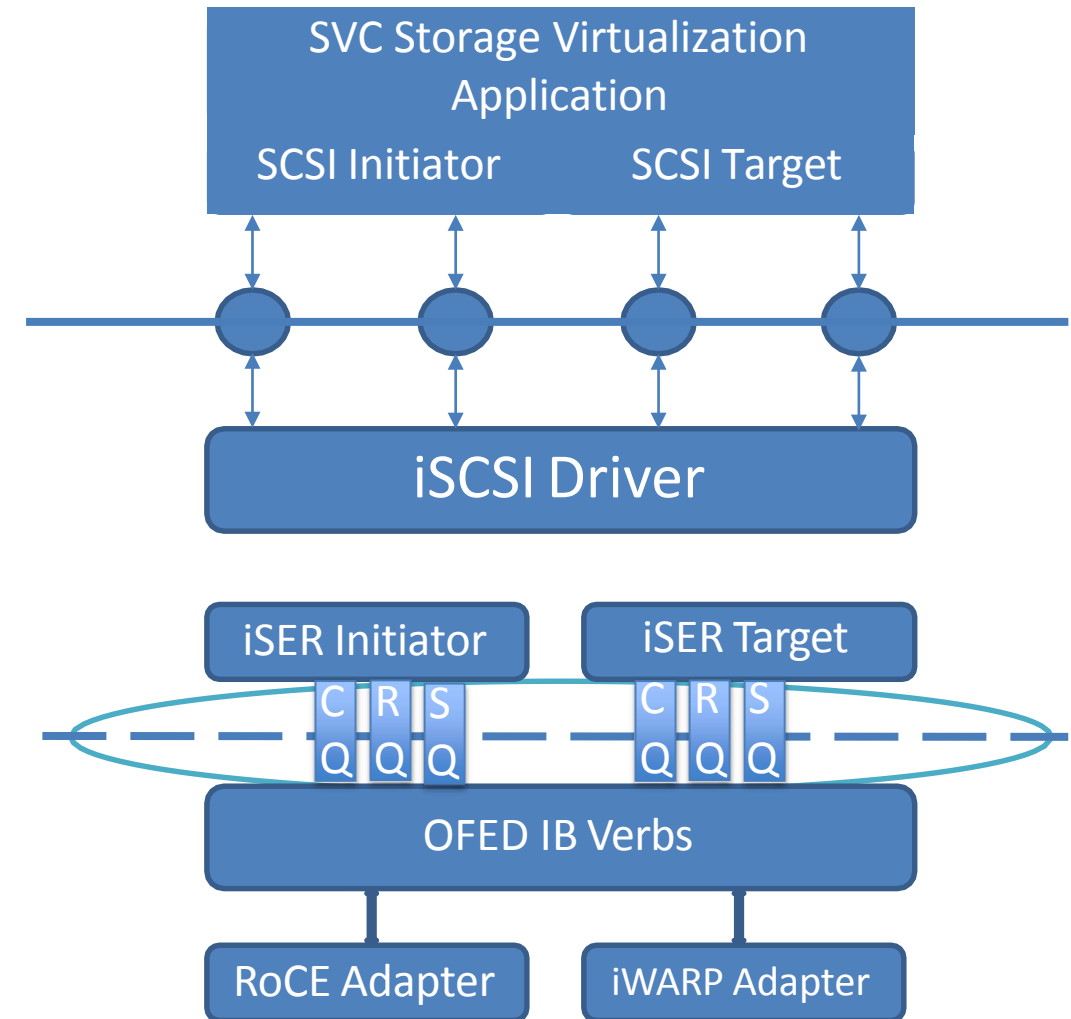 SVC Storage Virtualization
Application
SCSI Initiator SCSI Target
iSCSI Driver
iSER Initiator iSER Target
C R S C R S
Q Q Q Q Q Q
OFED IB Verbs
RoCE Adapter iWARP Adapter